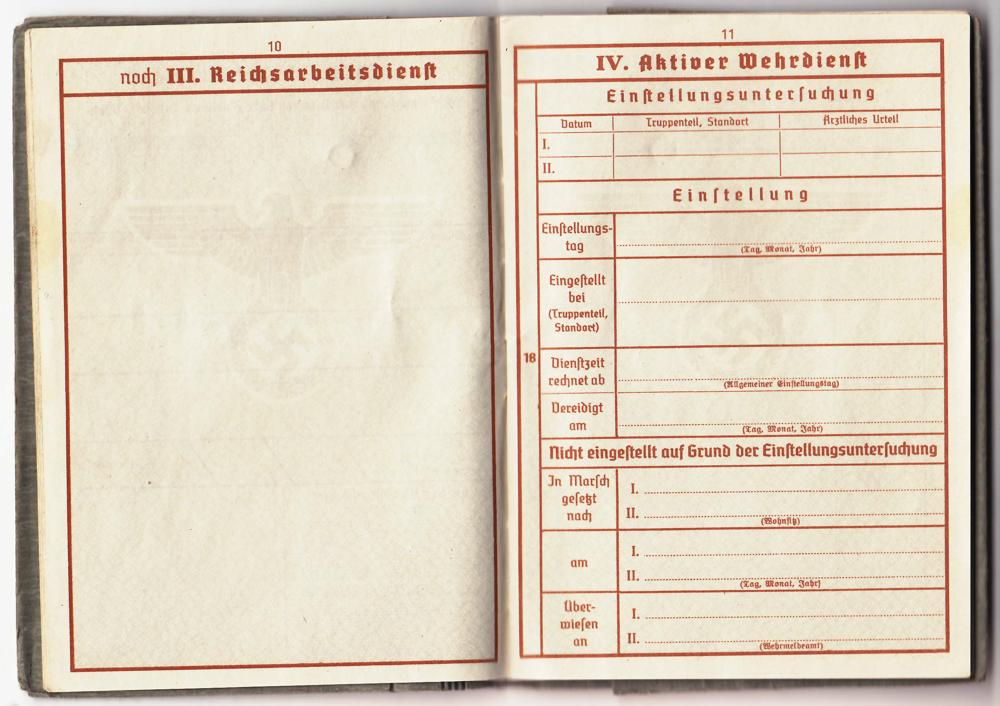 10
noch III. Reichsarbeitsdienst
11
IV. Aktiver Wehrdienst
Einstellungsuntersuchung
Datum
Truppenteil, Standort
Ärztliches Urteil
I.
II.
Einstellung
Einstellungs-
tag
(Tag, Monat, Jahr)
Eingestellt
bei
(Truppenteil,
Standort)
18
Dienstzeit
rechnet ab
(Allgemeiner Einstellungstag)
Vereidigt
am
(Tag, Monat, Jahr)
Nicht eingestellt auf Grund der Einstellungsuntersuchung
In Marsch
gesetzt
nach
I.
II.
(Wohnsitz)
am
I.
II.
(Tag, Monat, Jahr)
Über-
wiesen
an
I.
II.
(Wehrmeldeamt)